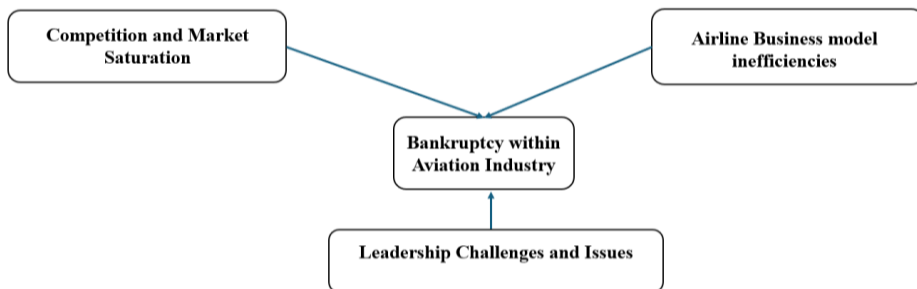 Competition and Market
Saturation
Airline Business model
inefficiencies
Bankruptcy within
Aviation Industry
Leadership Challenges and Issues